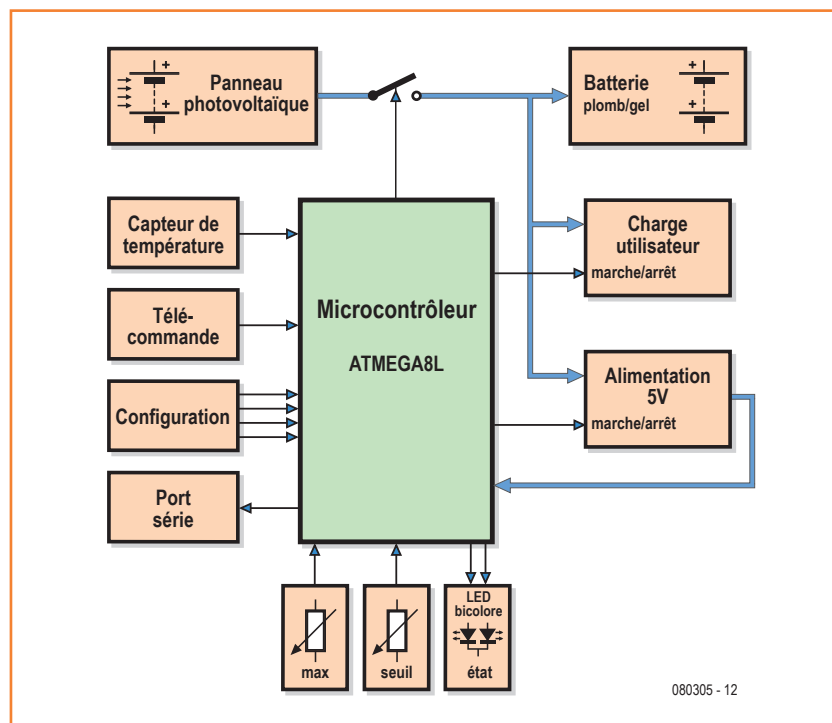 Panneau
photovoltaïque
+
+
Batterie
plomb/gel
+
+
Capteur de
température
Télé-
commande
Configuration
Port
série
Microcontrôleur
ATMEGA8L
Charge
utilisateur
marche/arrêt
Alimentation
5V
marche/arrêt
max
seuil
LED
bicolore
état
080305 - 12